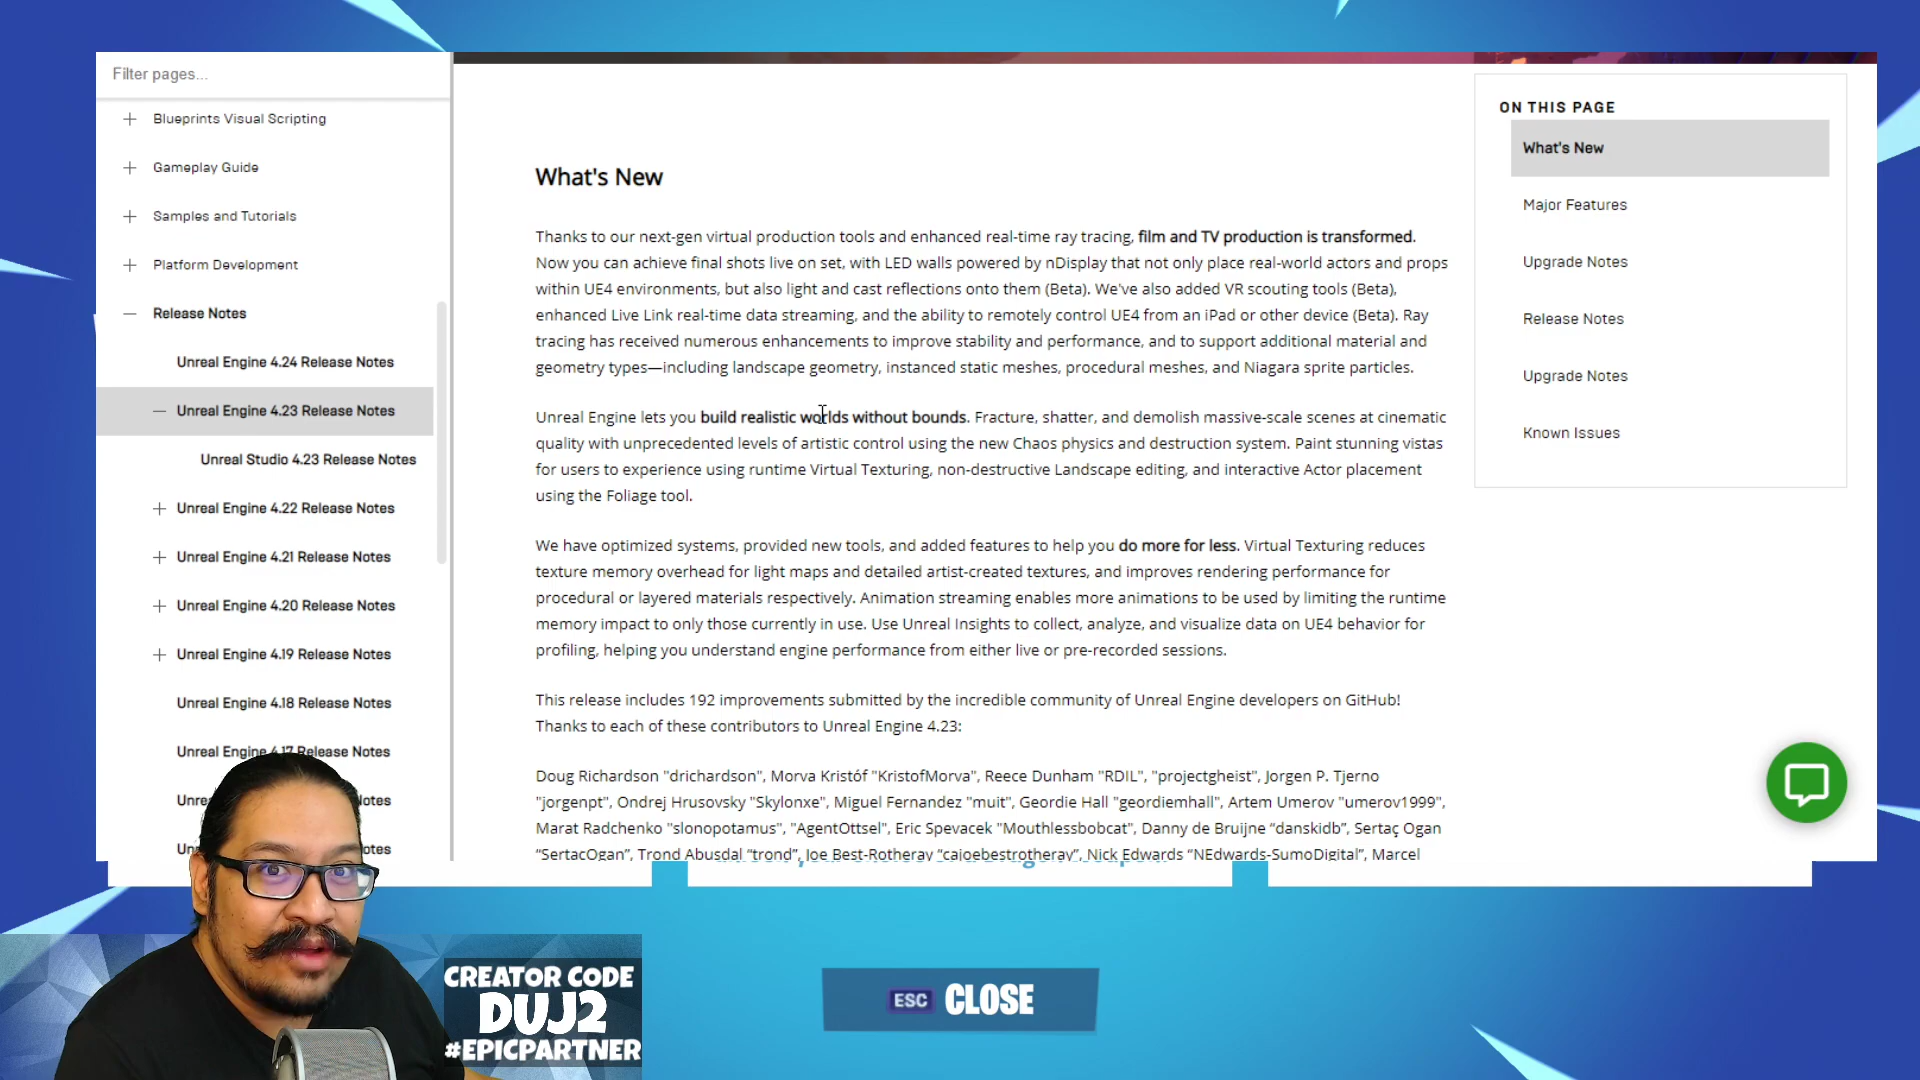 Filter pages...
Blueprints Visual Scripting
Gameplay Guide
Samples and Tutorials
Platform Development
Release Notes
Unreal Engine 4.24 Release Notes
Unreal Engine 4.23 Release Notes
Unreal Studio 4.23 Release Notes
Unreal Engine 4.22 Release Notes
Unreal Engine 4.21 Release Notes
Unreal Engine 4.20 Release Notes
Unreal Engine 4.19 Release Notes
Unreal Engine 4.18 Release Notes
Unreal Engine 4.17 Release Notes
What's New
Thanks to our next-gen virtual production tools and enhanced real-time ray tracing, film and TV production is transformed.
Now you can achieve final shots live on set, with LED walls powered by nDisplay that not only place real-world actors and props
within UE4 environments, but also light and cast reflections onto them (Beta). We've also added VR scouting tools (Beta),
enhanced Live Link real-time data streaming, and the ability to remotely control UE4 from an iPad or other device (Beta). Ray
tracing has received numerous enhancements to improve stability and performance, and to support additional material and
geometry types—including landscape geometry, instanced static meshes, procedural meshes, and Niagara sprite particles.
Unreal Engine lets you build realistic worlds without bounds. Fracture, shatter, and demolish massive-scale scenes at cinematic
quality with unprecedented levels of artistic control using the new Chaos physics and destruction system. Paint stunning vistas
for users to experience using runtime Virtual Texturing, non-destructive Landscape editing, and interactive Actor placement
using the Foliage tool.
We have optimized systems, provided new tools, and added features to help you do more for less. Virtual Texturing reduces
texture memory overhead for light maps and detailed artist-created textures, and improves rendering performance for
procedural or layered materials respectively. Animation streaming enables more animations to be used by limiting the runtime
memory impact to only those currently in use. Use Unreal Insights to collect, analyze, and visualize data on UE4 behavior for
profiling, helping you understand engine performance from either live or pre-recorded sessions.
This release includes 192 improvements submitted by the incredible community of Unreal Engine developers on GitHub!
Thanks to each of these contributors to Unreal Engine 4.23:
Doug Richardson "drichardson", Morva Kristóf "KristofMorva", Reece Dunham "RDIL", "projectgheist", Jorgen P. Tjerno
"jorgenpt", Ondrej Hrusovsky "Skylonxe", Miguel Fernandez "muit", Geordie Hall "geordiemhall", Artem Umerov "umerov1999",
Marat Radchenko "slonopotamus", "AgentOttsel", Eric Spevacek "Mouthlessbobcat", Danny de Bruijne “danskidb”, Sertaç Ogan
“SertacOgan”, Trond Abusdal “trond”, Joe Best-Rotheray “cajoebestrotheray”, Nick Edwards “NEdwards-SumoDigital”, Marcel
ON THIS PAGE
What's New
Major Features
Upgrade Notes
Release Notes
Upgrade Notes
Known Issues
CREATOR CODE
DUJ2
#EPICPARTNER
ESC CLOSE